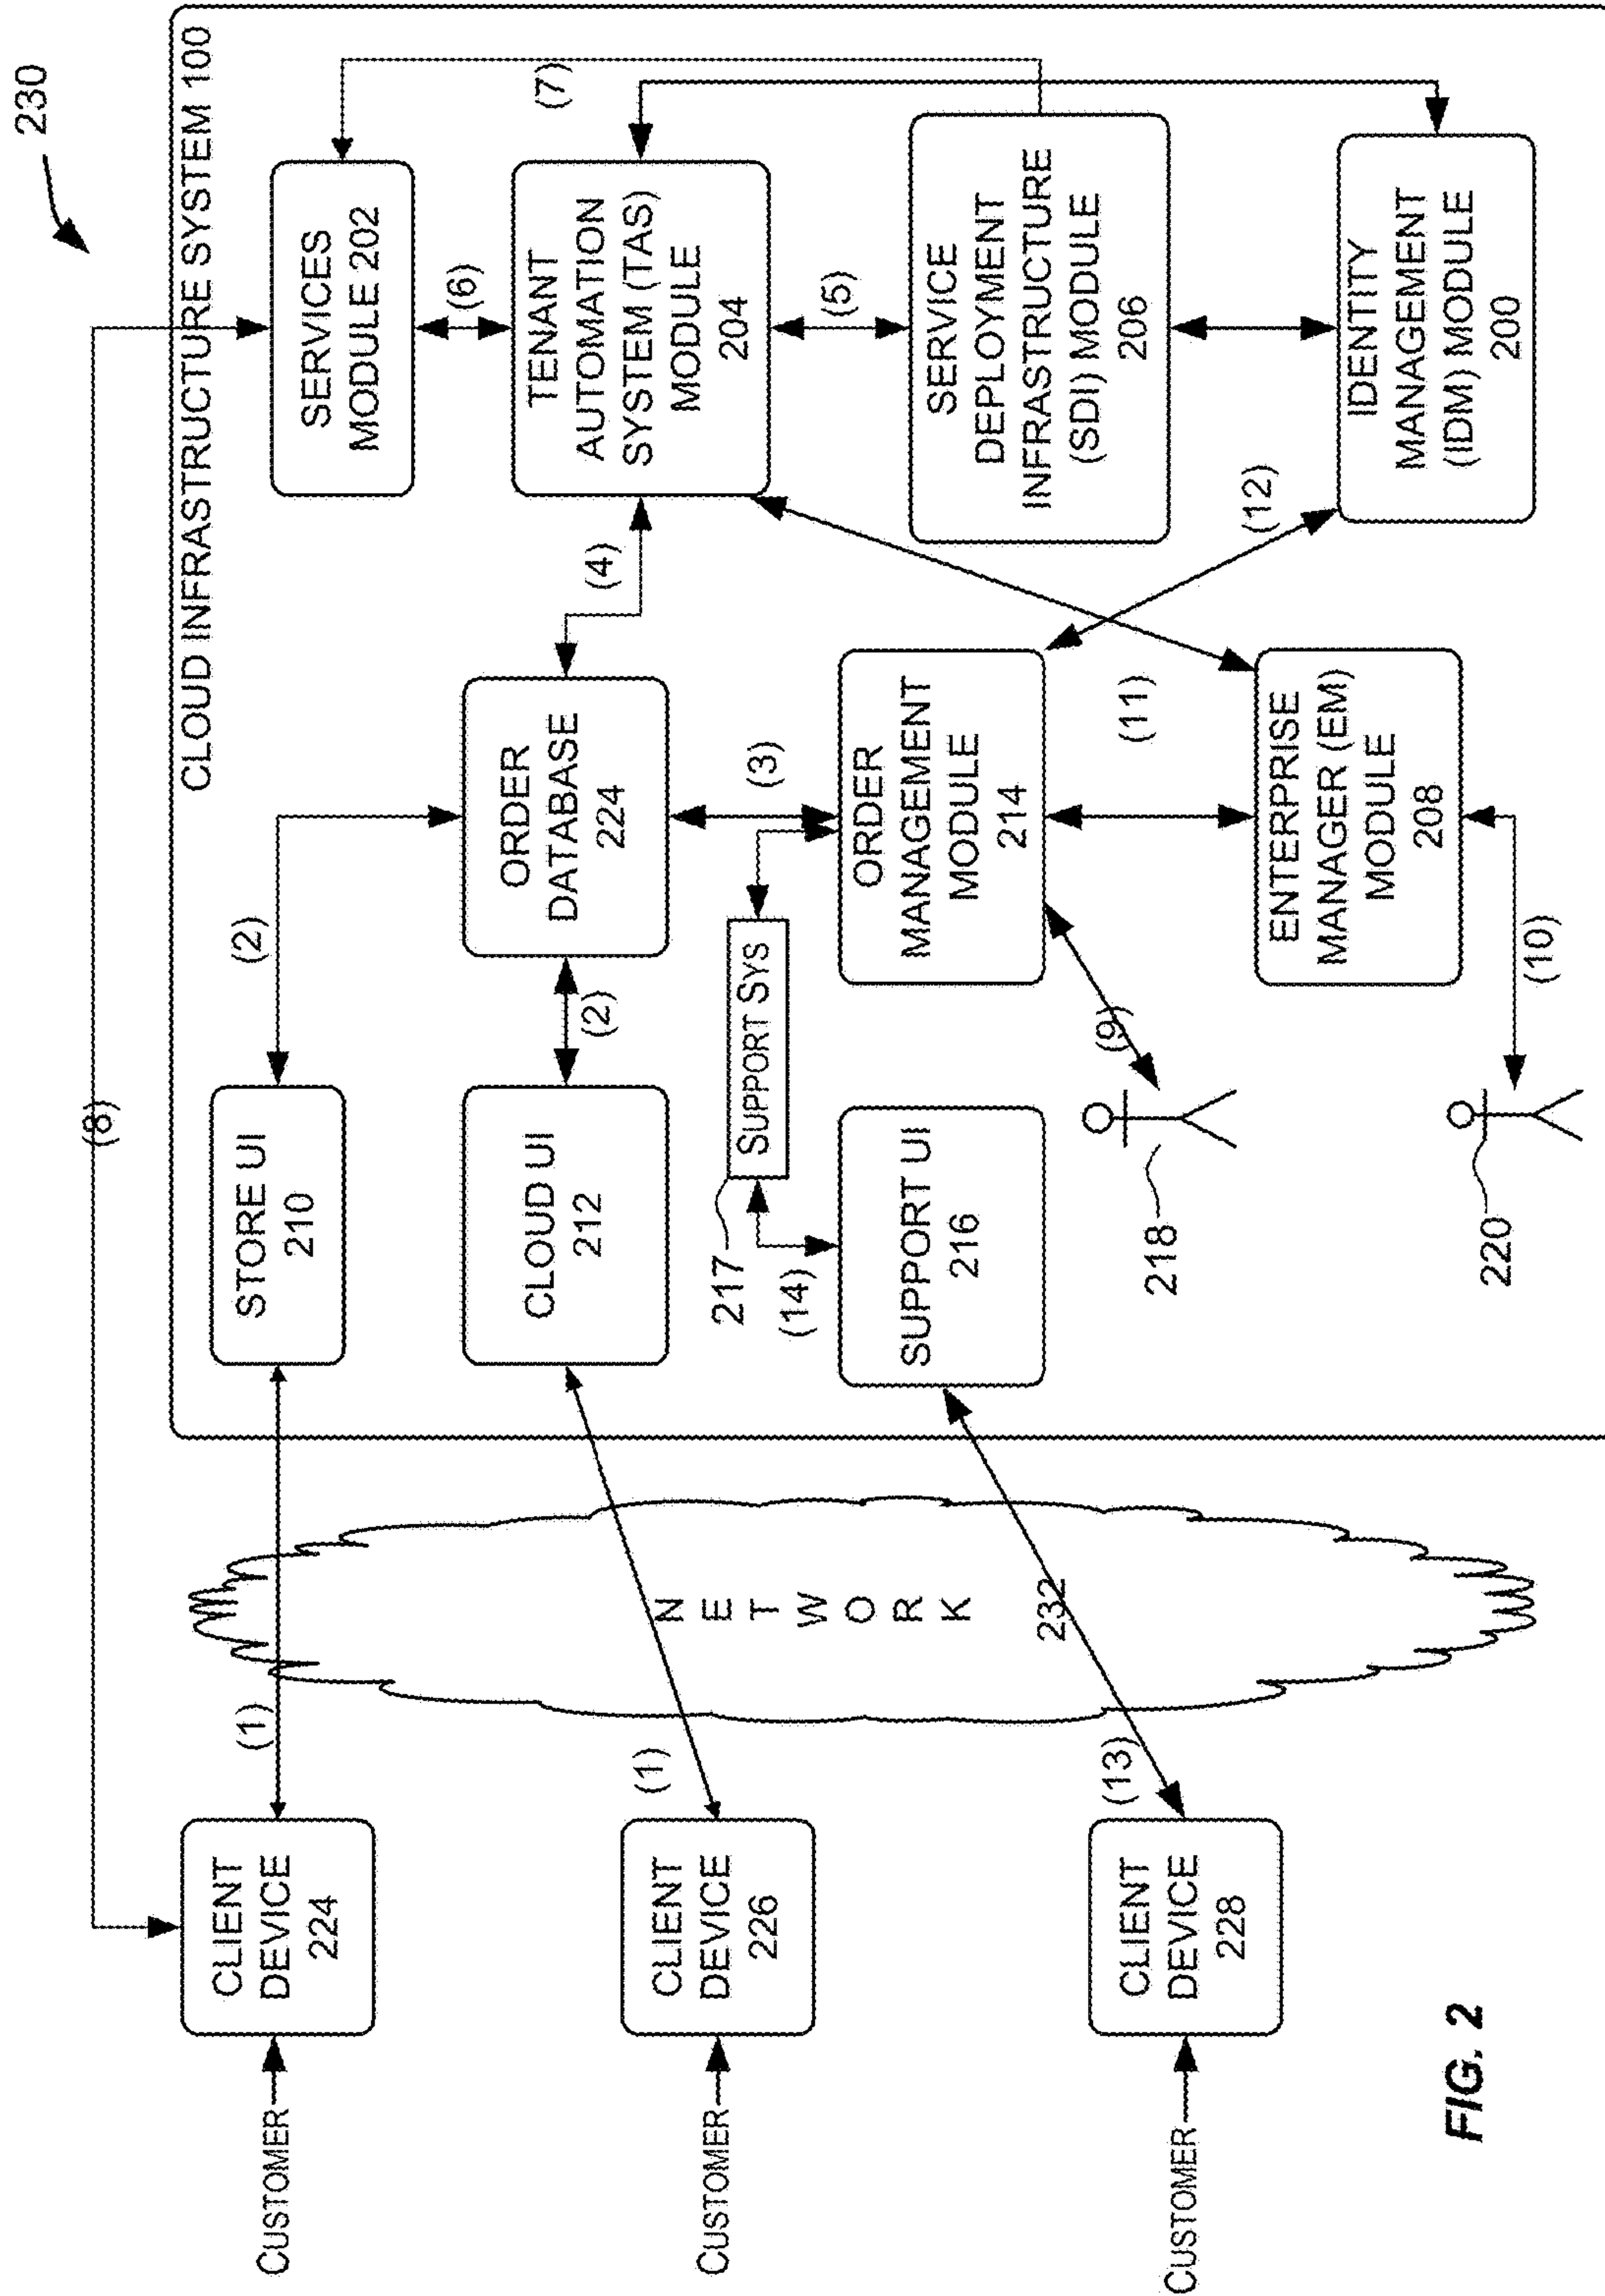 230
CLOUD INFRASTRUCTURE SYSTEM 100
(8)
CUSTOMER
CLIENT
DEVICE
224
(1)
STORE UI
210
(2)
SERVICES
MODULE 202
(7)
(6)
CUSTOMER
CLIENT
DEVICE
226
(1)
CLOUD UI
212
(2)
ORDER
DATABASE
224
(4)
TENANT
AUTOMATION
SYSTEM (TAS)
MODULE
204
N
E
T
W
O
R
K
232
217
SUPPORT SYS
(3)
(14)
(5)
CUSTOMER
CLIENT
DEVICE
228
(13)
SUPPORT UI
216
ORDER
MANAGEMENT
MODULE
214
SERVICE
DEPLOYMENT
INFRASTRUCTURE
(SDI) MODULE
206
(9)
218
(11)
(12)
ENTERPRISE
MANAGER (EM)
MODULE
208
IDENTITY
MANAGEMENT
(IDM) MODULE
200
220
(10)
FIG. 2